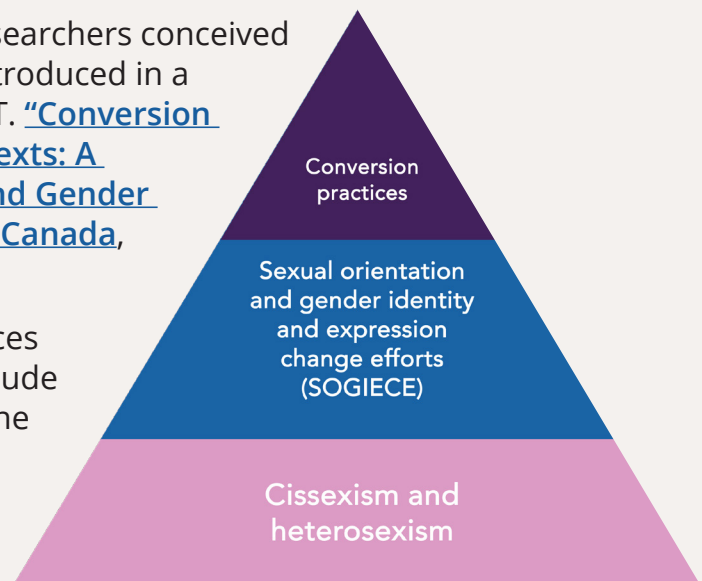 searchers conceived
troduced in a
T. “Conversion
exts: A
nd Gender
Canada,
ces
ude
ne
Conversion
practices
Sexual orientation
and gender identity
and expression
change efforts
(SOGIECE)
Cissexism and
heterosexism